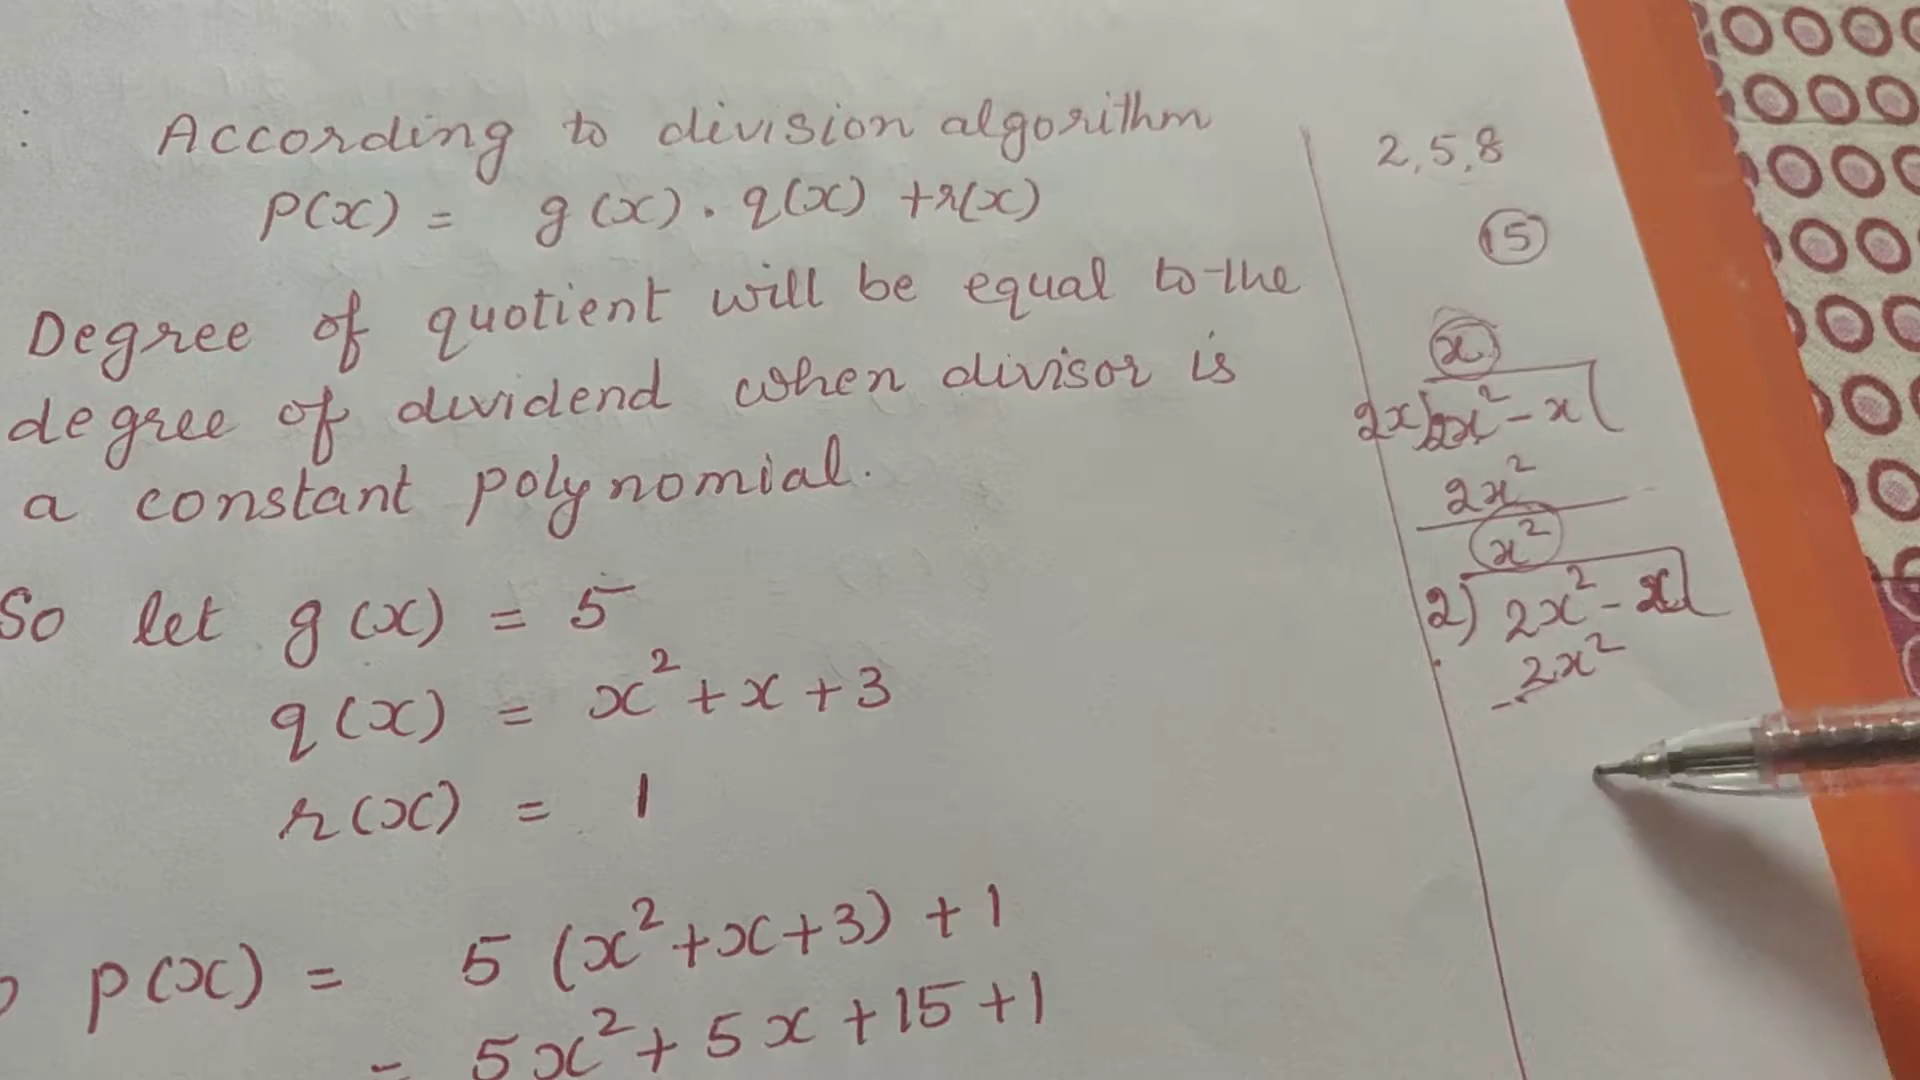 According to division algorithm
p(x) = g(x) . q(x) + r(x)
Degree of quotient will be equal to the
degree of dividend when divisor is
a constant polynomial.
So let g(x) = 5
q(x) = x² + x + 3
r(x) = 1
p(x) = 5 (x² + x + 3) + 1
= 5x² + 5x + 15 + 1
2, 5, 8
15
x
2x) 2x² - x (
2x²
x²
2) 2x² - x
- 2x²